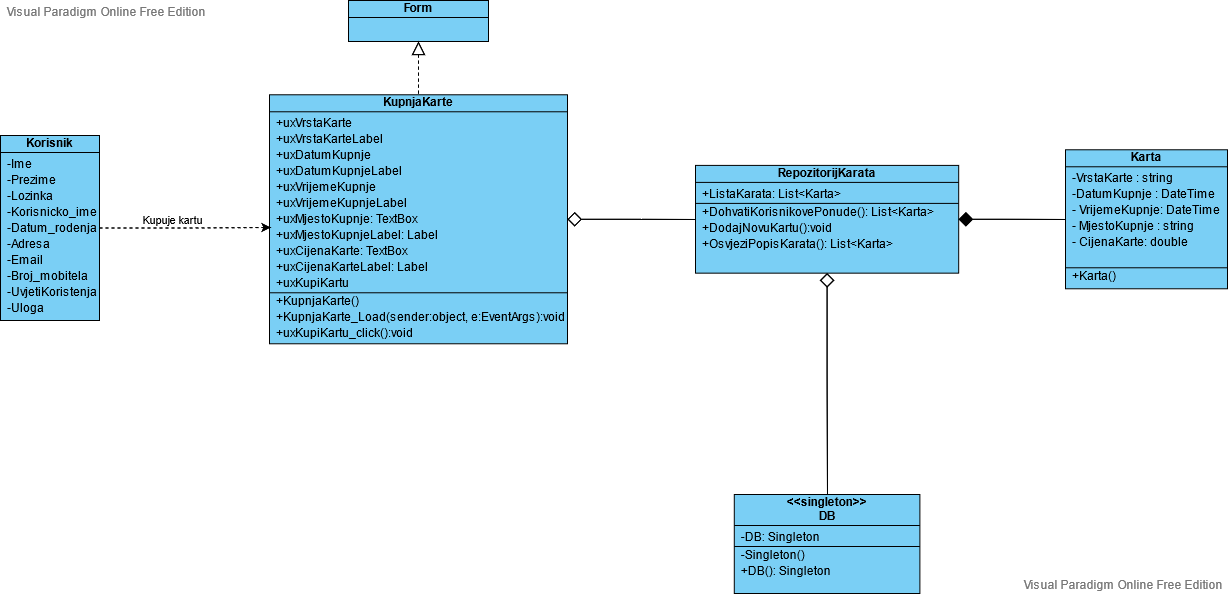 Visual Paradigm Online Free Edition
Form
KupnjaKarte
+uxVrstaKarte
+uxVrstaKarteLabel
+uxDatumKupnje
+uxDatumKupnjeLabel
+uxVrijemeKupnje
+uxVrijemeKupnjeLabel
+uxMjestoKupnje: TextBox
+uxMjestoKupnjeLabel: Label
+uxCijenaKarte: TextBox
+uxCijenaKarteLabel: Label
+uxKupiKartu
+KupnjaKarte()
+KupnjaKarte_Load(sender:object, e:EventArgs):void
+uxKupiKartu_click():void
Korisnik
-Ime
-Prezime
-Lozinka
-Korisnicko_ime
-Datum_rodenja
-Adresa
-Email
-Broj_mobitela
-UvjetiKoristenja
-Uloga
Kupuje kartu
RepozitorijKarata
+ListaKarata: List<Karta>
+DohvatiKorisnikovePonude(): List<Karta>
+DodajNovuKartu():void
+OsvjeziPopisKarata(): List<Karta>
Karta
-VrstaKarte : string
-DatumKupnje : DateTime
- VrijemeKupnje: DateTime
- MjestoKupnje : string
- CijenaKarte: double
+Karta()
<<singleton>>
DB
-DB: Singleton
-Singleton()
+DB(): Singleton
Visual Paradigm Online Free Edition